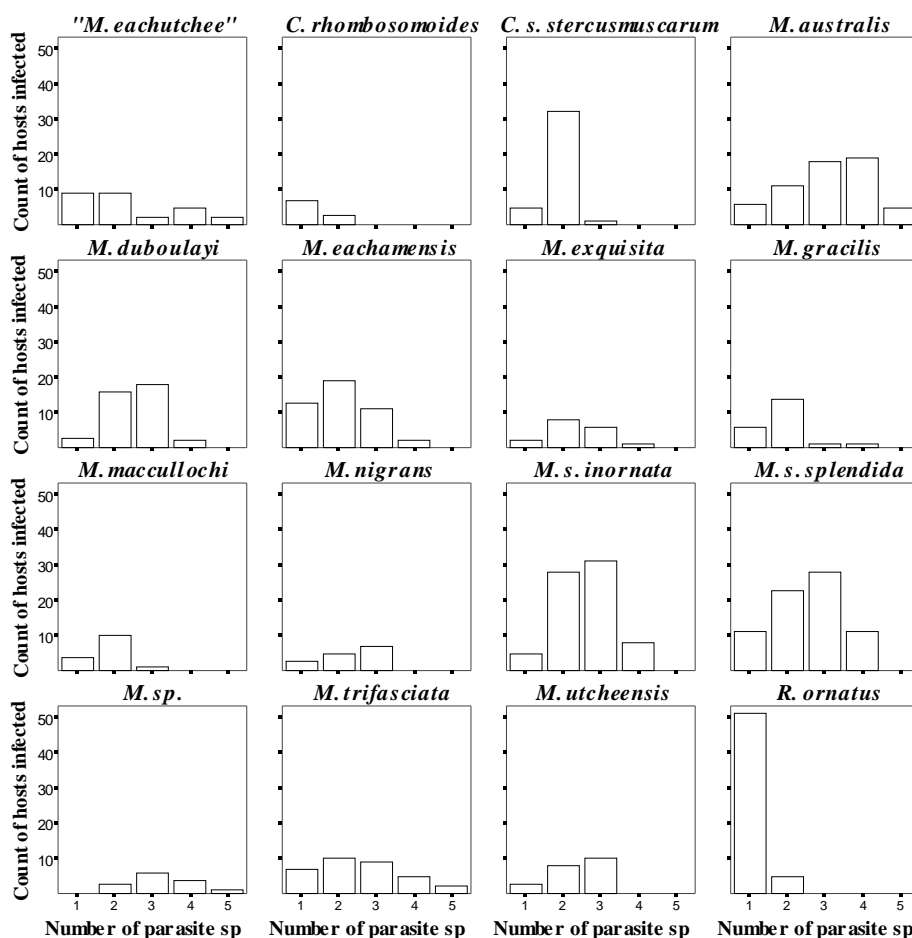 "M. eachutchee" C. rhombosomoides C. s. stercusmuscarum M. australis
50
40
30
20
10
Count of hosts infected
M. duboulayi M. eachamensis M. exquisita M. gracilis
50
40
30
20
10
Count of hosts infected
M. maccullochi M. nigrans M. s. inornata M. s. splendida
50
40
30
20
10
Count of hosts infected
M. sp. M. trifasciata M. utcheensis R. ornatus
50
40
30
20
10
Count of hosts infected
1 2 3 4 5 1 2 3 4 5 1 2 3 4 5 1 2 3 4 5
Number of parasite sp Number of parasite sp Number of parasite sp Number of parasite sp